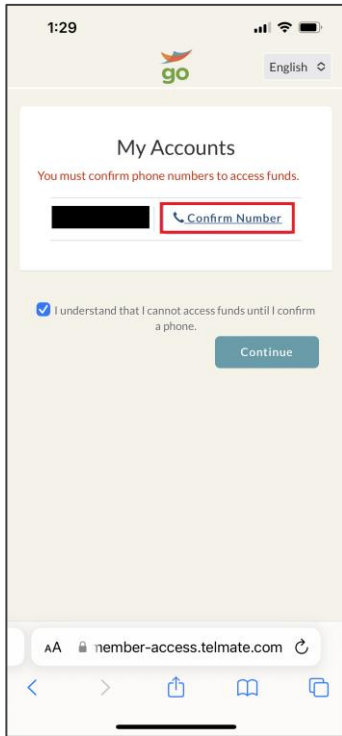 1:29
go
English
My Accounts
You must confirm phone numbers to access funds.
Confirm Number
I understand that I cannot access funds until I confirm
a phone.
Continue
AA
member-access.telmate.com